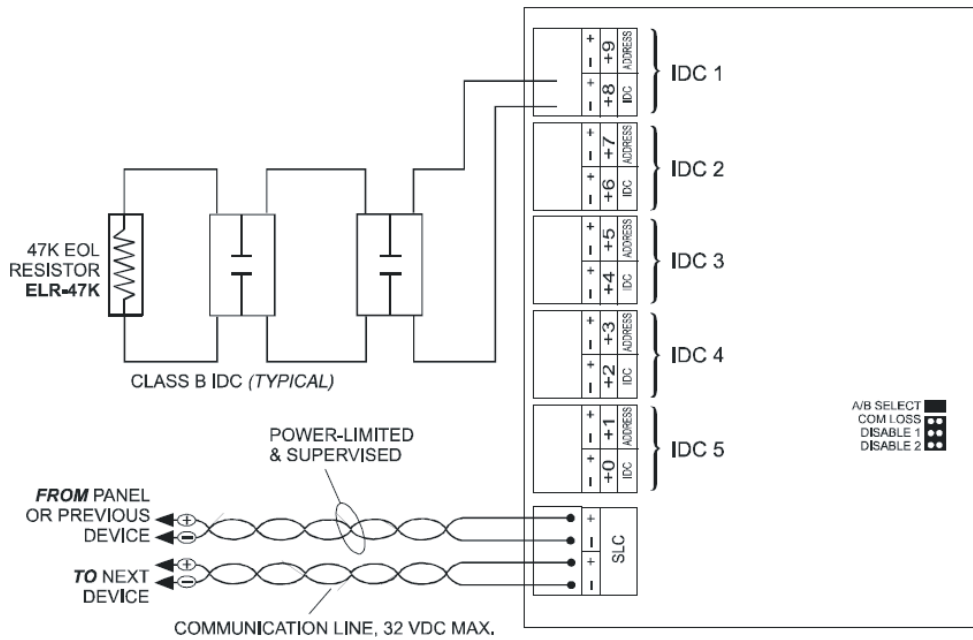 + - +9 ADDRESS
+ - +8 IDC
IDC 1
+ - +7 ADDRESS
+ - +6 IDC
IDC 2
+ - +5 ADDRESS
+ - +4 IDC
IDC 3
+ - +3 ADDRESS
+ - +2 IDC
IDC 4
+ - +1 ADDRESS
+ - +0 IDC
IDC 5
47K EOL
RESISTOR
ELR-47K
CLASS B IDC (TYPICAL)
A/B SELECT
COM LOSS
DISABLE 1
DISABLE 2
POWER-LIMITED
& SUPERVISED
FROM PANEL
OR PREVIOUS
DEVICE
+
-
TO NEXT
DEVICE
+
-
+ - + - SLC
COMMUNICATION LINE, 32 VDC MAX.